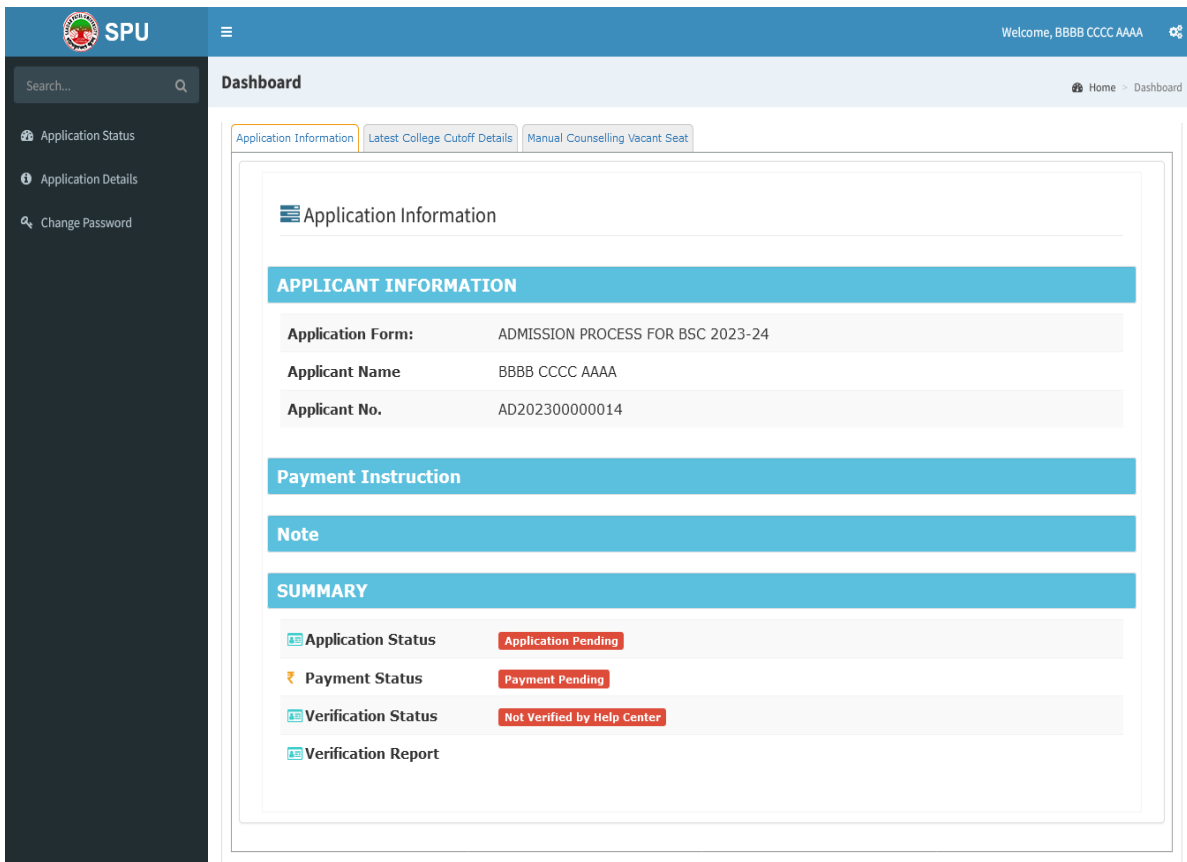 SPU
Welcome, BBBB CCCC AAAA
Search...
Application Status
Application Details
Change Password
Dashboard
Home > Dashboard
Application Information
Latest College Cutoff Details
Manual Counselling Vacant Seat
Application Information
APPLICANT INFORMATION
Application Form: ADMISSION PROCESS FOR BSC 2023-24
Applicant Name BBBB CCCC AAAA
Applicant No. AD202300000014
Payment Instruction
Note
SUMMARY
Application Status Application Pending
₹ Payment Status Payment Pending
Verification Status Not Verified by Help Center
Verification Report